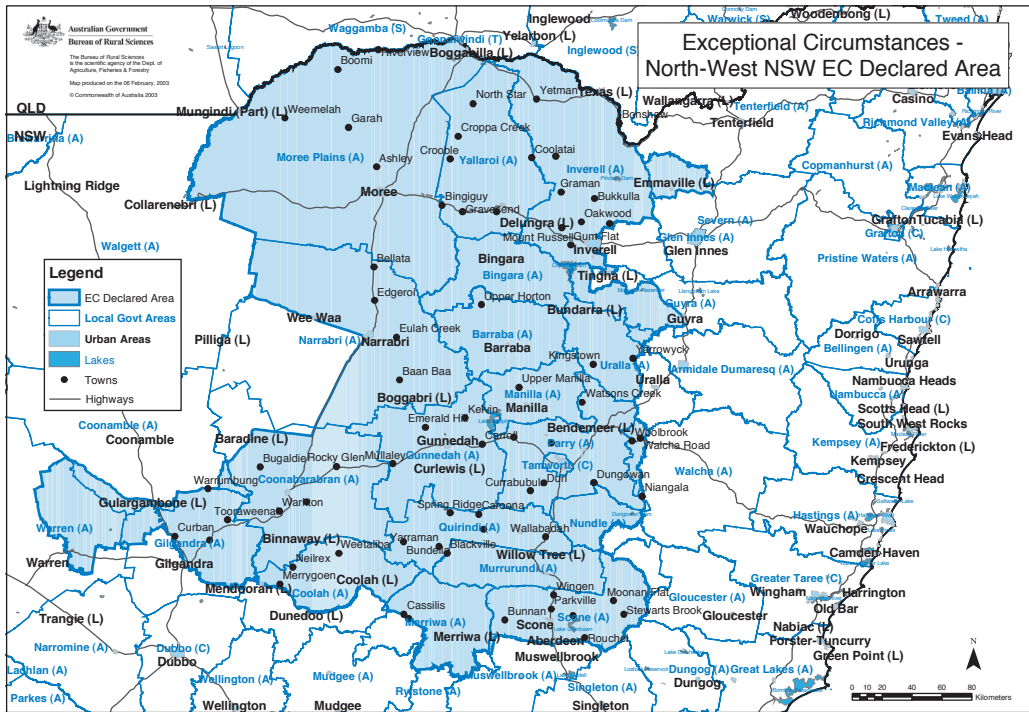 Australian Government
Bureau of Rural Sciences
The Bureau of Rural Sciences
is the scientific agency of the Dept. of
Agriculture, Fisheries & Forestry
Map produced on the 06 February, 2003
© Commonwealth of Australia 2003
Exceptional Circumstances -
North-West NSW EC Declared Area
Waggamba (S)
Goondiwindi (T)
Inglewood
Yelarbon (L)
Inglewood (S
Warwick (S)
Woodenbong (L)
Tweed (A)
Riverview
Boggabilla (L)
Boomi
QLD
NSW
Mungindi (Part) (L)
Weemelah
Garah
North Star
Yetman
Texas (L)
Bonshaw
Wallangarra (L)
Tenterfield (A)
Tenterfield
Casino
Ballina (A)
Richmond Valley (A)
Evans Head
Brewarrina (A)
Croppa Creek
Moree Plains (A)
Ashley
Crooble
Yallaroi (A)
Coolatai
Inverell (A)
Copmanhurst (A)
Lightning Ridge
Collarenebri (L)
Moree
Graman
Bukkulla
Emmaville (L)
Maclean (A)
Bingiguy
Gravesend
Delungra (L)
Oakwood
Severn (A)
Grafton
Tucabia (L)
Grafton (C)
Walgett (A)
Mount Russell
Gum Flat
Inverell
Glen Innes (A)
Glen Innes
Pristine Waters (A)
Bellata
Bingara
Bingara (A)
Tingha (L)
Legend
EC Declared Area
Local Govt Areas
Urban Areas
Lakes
Towns
Highways
Edgeroi
Upper Horton
Bundarra (L)
Guyra (A)
Guyra
Arrawarra
Wee Waa
Coffs Harbour (C)
Pilliga (L)
Narrabri (A)
Narrabri
Eulah Creek
Barraba (A)
Barraba
Dorrigo
Sawtell
Bellingen (A)
Urunga
Kingstown
Yarrowyck
Uralla (A)
Uralla
Armidale Dumaresq (A)
Baan Baa
Upper Manilla
Manilla (A)
Manilla
Watsons Creek
Nambucca Heads
Nambucca (A)
Boggabri (L)
Scotts Head (L)
South West Rocks
Coonamble (A)
Coonamble
Baradine (L)
Emerald Hill
Kelvin
Gunnedah
Carroll
Bendemeer (L)
Woolbrook
Walcha Road
Parry (A)
Kempsey (A)
Frederickton (L)
Kempsey
Bugaldie
Rocky Glen
Mullaley
Gunnedah (A)
Curlewis (L)
Tamworth (C)
Walcha (A)
Crescent Head
Coonabarabran (A)
Warrumbung
Currabubul
Duri
Dungowan
Niangala
Gulargambone (L)
Tooraweenah
Warkton
Spring Ridge
Caroona
Hastings (A)
Wauchope
Warren (A)
Curban
Gilgandra (A)
Quirindi (A)
Wallabadah
Nundle (A)
Warren
Gilgandra
Binnaway (L)
Weetaliba
Yarraman
Bundella
Blackville
Willow Tree (L)
Camden Haven
Neilrex
Murrurundi (A)
Merrygoen
Mendooran (L)
Coolah (L)
Coolah (A)
Wingen
Parkville
Moonan Flat
Greater Taree (C)
Wingham
Harrington
Old Bar
Trangie (L)
Dunedoo (L)
Cassilis
Merriwa (A)
Bunnan
Scone
Scone (A)
Stewarts Brook
Gloucester (A)
Gloucester
Nabiac (L)
Narromine (A)
Dubbo (C)
Dubbo
Merriwa (L)
Aberdeen
Rouchel
Forster-Tuncurry
Muswellbrook
Green Point (L)
Lachlan (A)
Wellington (A)
Mudgee (A)
Muswellbrook (A)
Dungog (A)
Great Lakes (A)
Dungog
Parkes (A)
Rylstone (A)
Singleton (A)
Wellington
Mudgee
Singleton
N
0 10 20 40 60 80
Kilometers